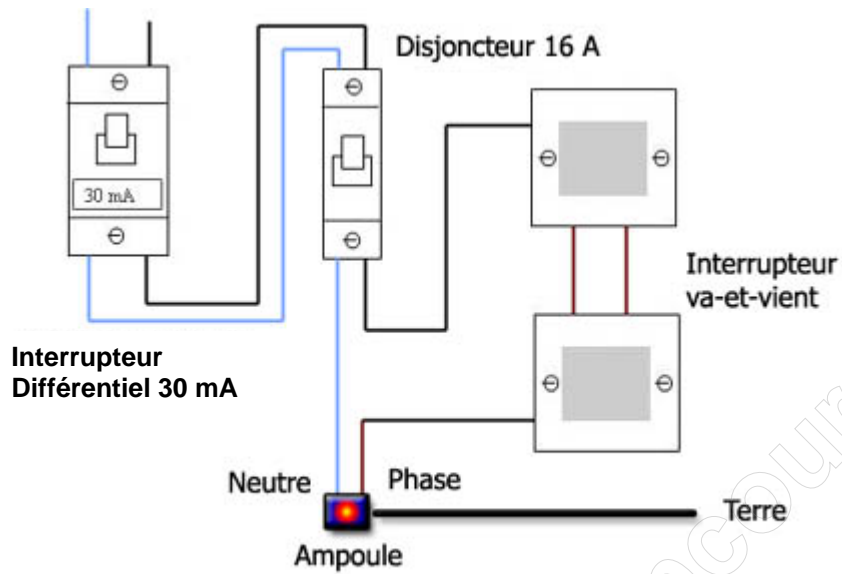 Disjoncteur 16 A
30 mA
Interrupteur
va-et-vient
Interrupteur
Différentiel 30 mA
Neutre
Phase
Terre
Ampoule